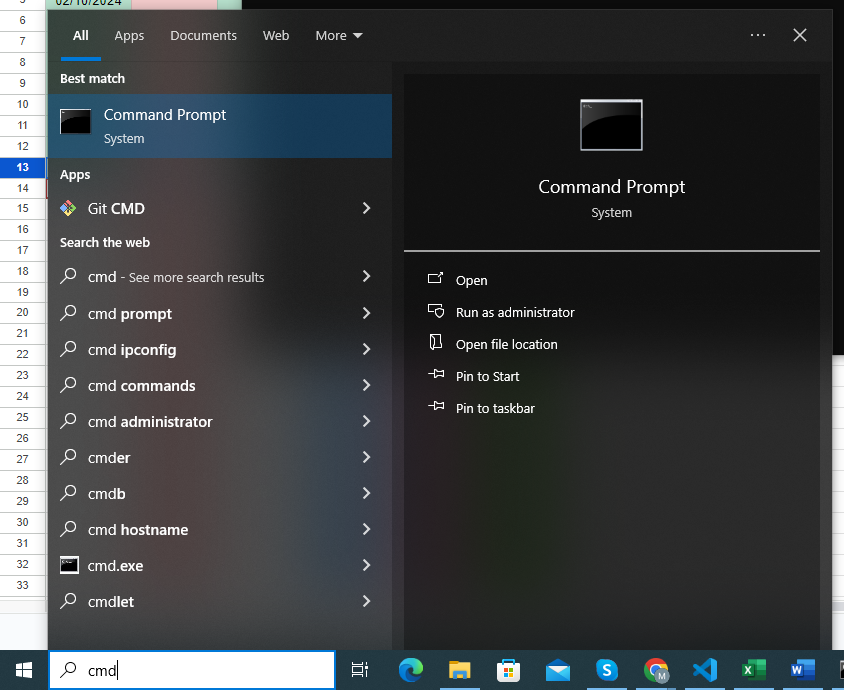 5
02/10/2024
6
7
8
9
10
11
12
13
14
15
16
17
18
19
20
21
22
23
24
25
26
27
28
29
30
31
32
33
All Apps Documents Web More
Best match
Command Prompt
System
Apps
Git CMD
Search the web
cmd - See more search results
cmd prompt
cmd ipconfig
cmd commands
cmd administrator
cmder
cmdb
cmd hostname
cmd.exe
cmdlet
Command Prompt
System
Open
Run as administrator
Open file location
Pin to Start
Pin to taskbar
cmd
S
M
X
W